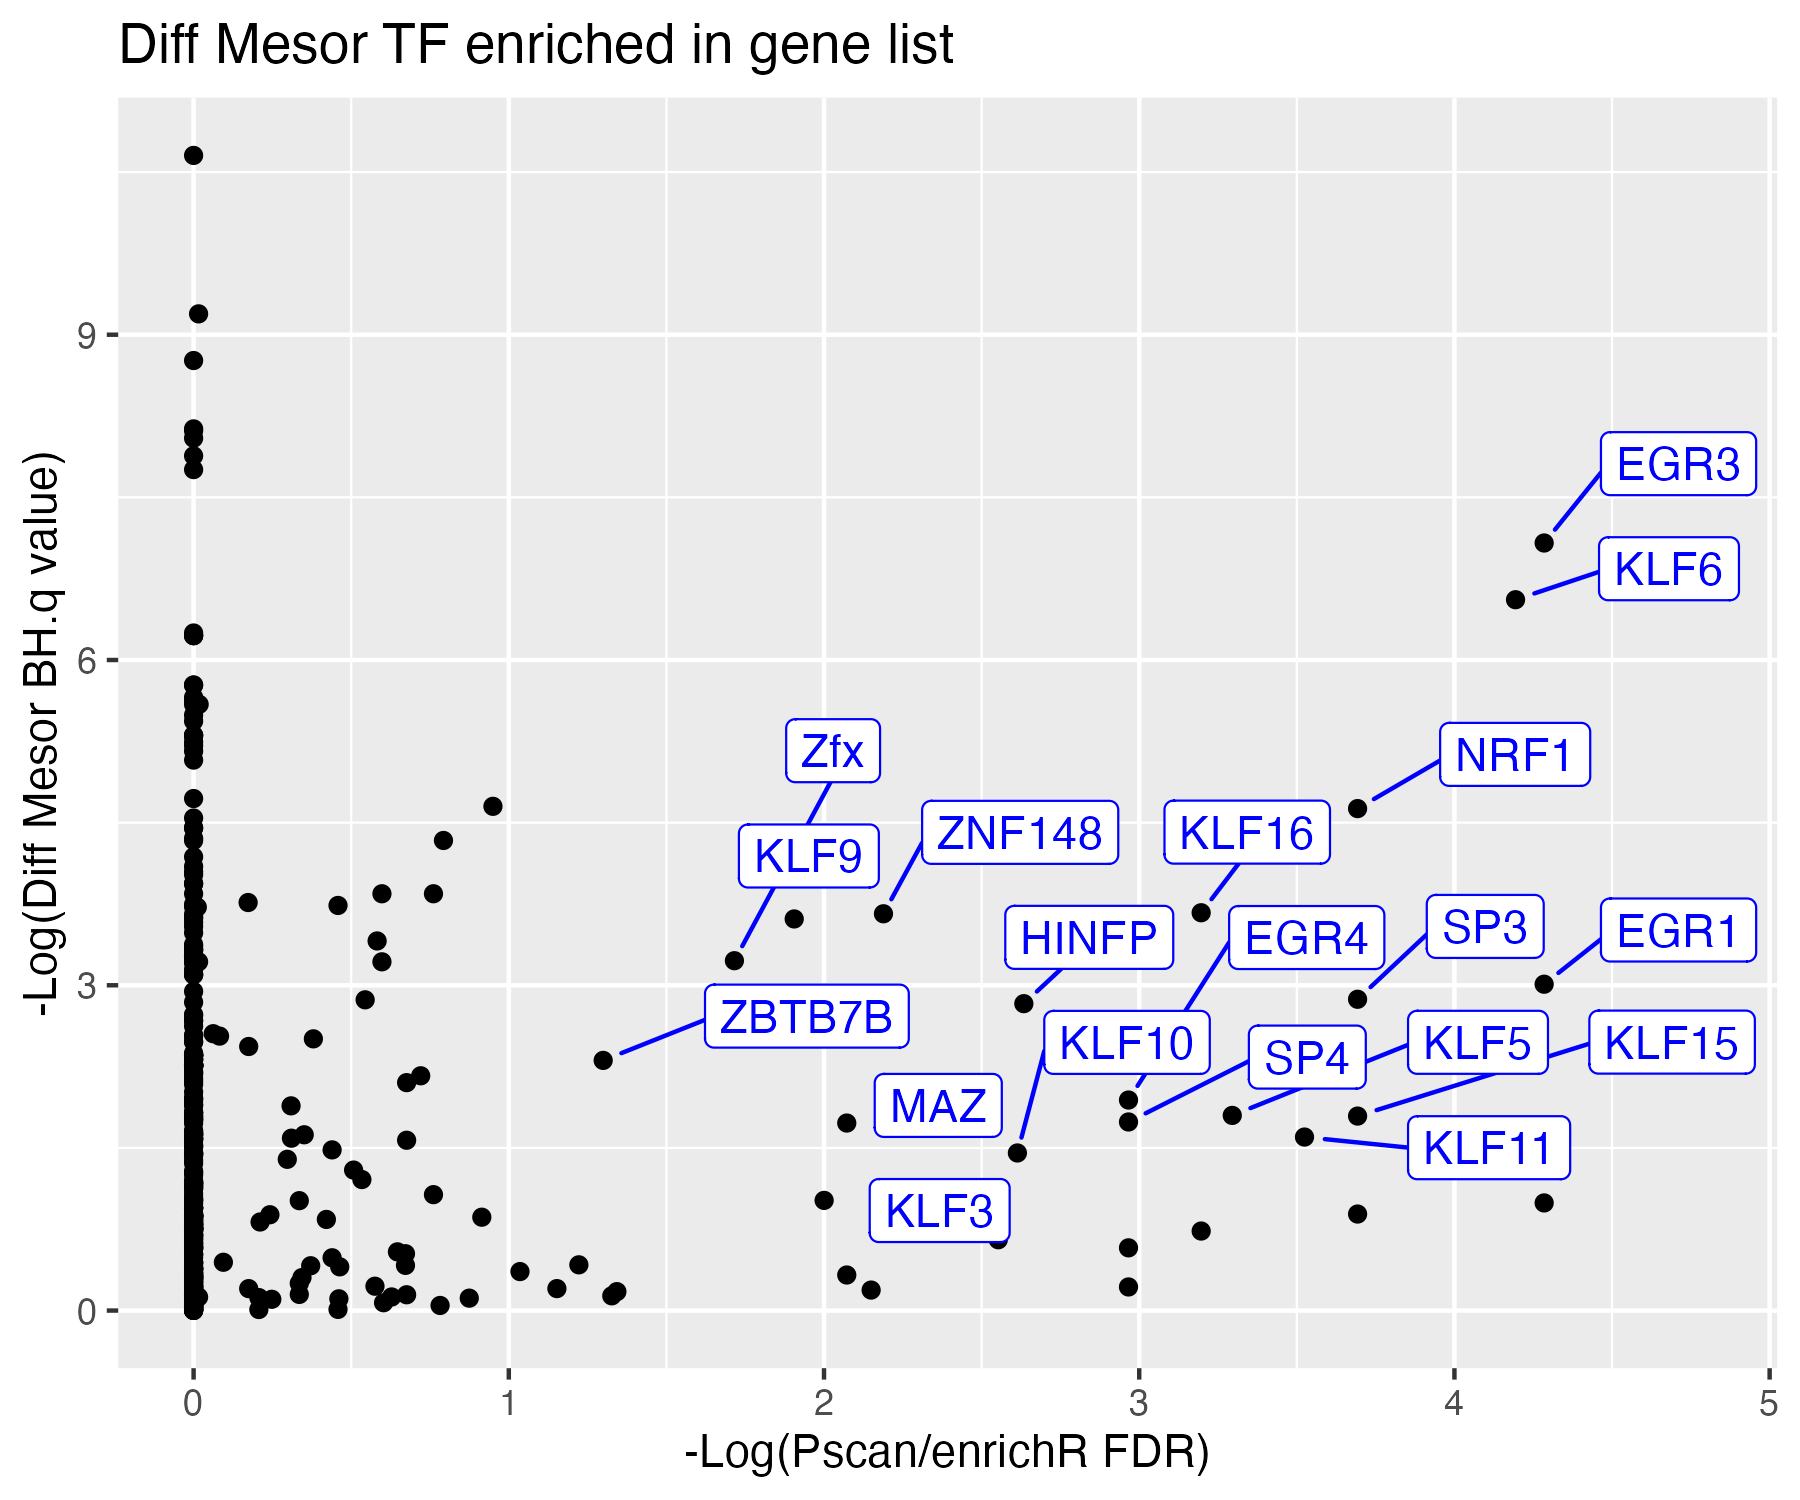 Diff Mesor TF enriched in gene list
-Log(Diff Mesor BH.q value)
9
6
3
0
EGR3
KLF6
Zfx
NRF1
KLF9
ZNF148
KLF16
HINFP
EGR4
SP3
EGR1
ZBTB7B
KLF10
SP4
KLF5
KLF15
MAZ
KLF11
KLF3
0
1
2
3
4
5
-Log(Pscan/enrichR FDR)